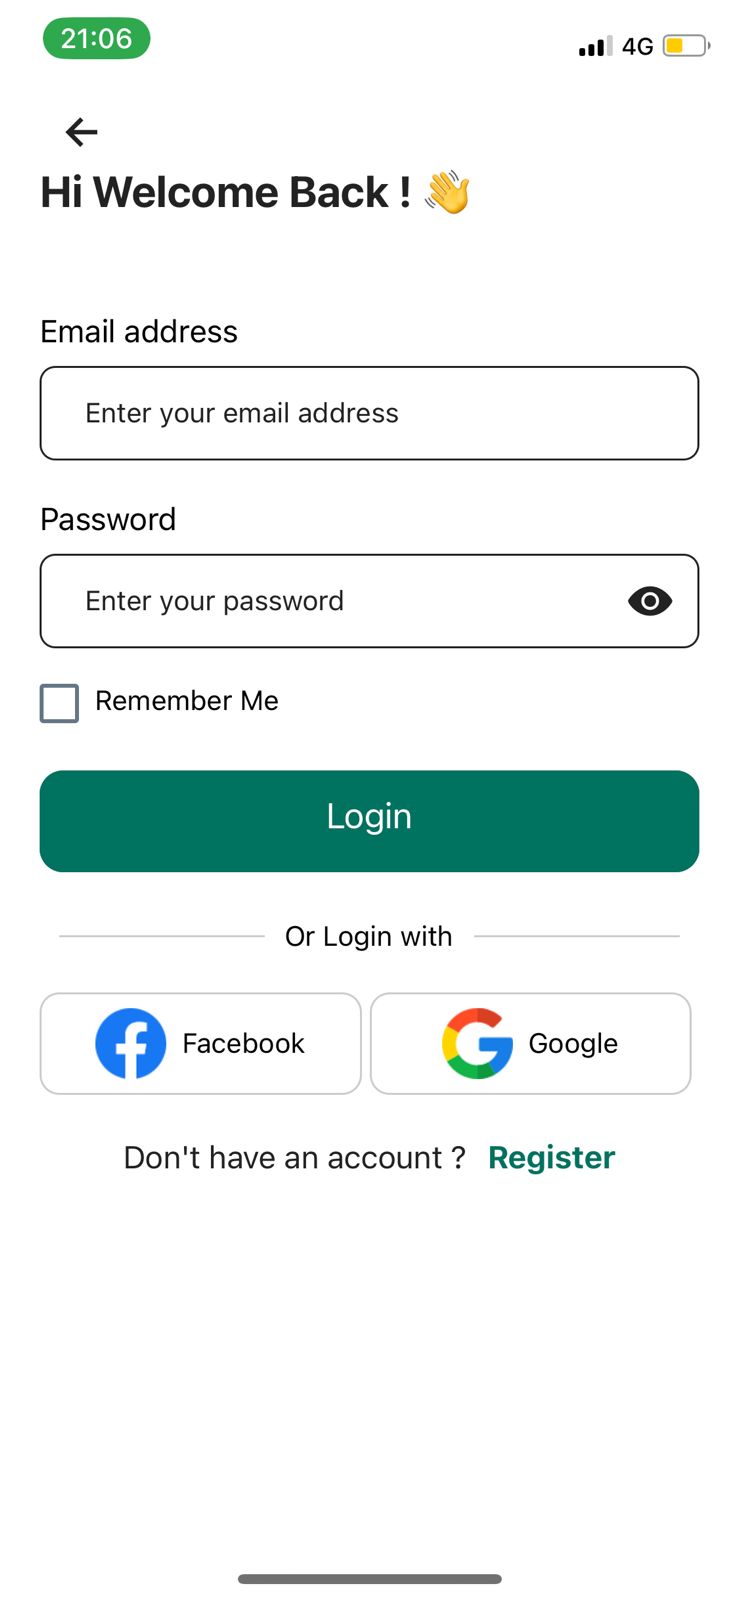 21:06
4G
Hi Welcome Back ! 👋
Email address
Enter your email address
Password
Enter your password
Remember Me
Login
Or Login with
Facebook
Google
Don't have an account ? Register